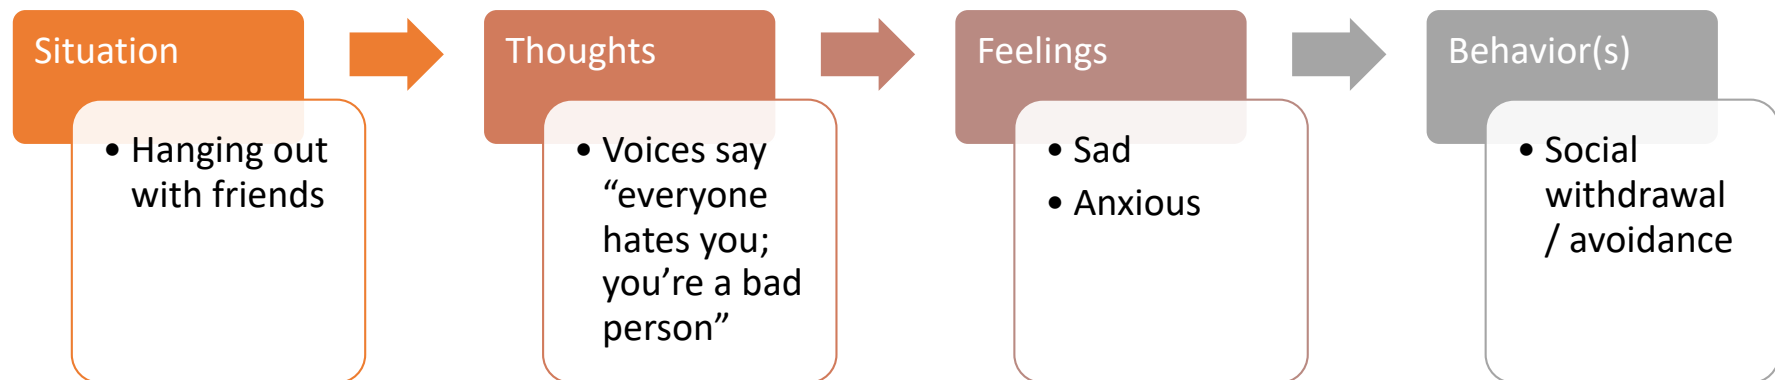 Situation
• Hanging out
with friends
Thoughts
• Voices say
“everyone
hates you;
you’re a bad
person”
Feelings
• Sad
• Anxious
Behavior(s)
• Social
withdrawal
/ avoidance